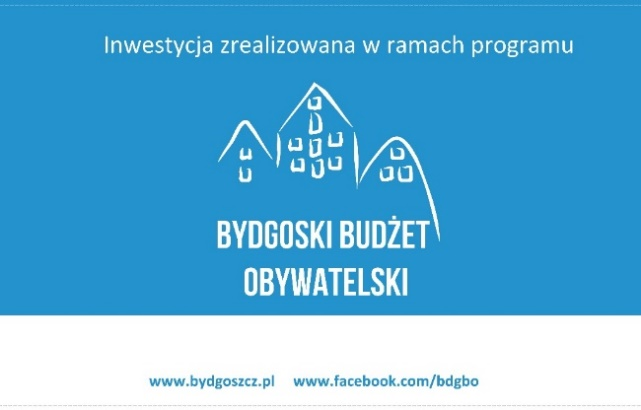 Inwestycja zrealizowana w ramach programu
BYDGOSKI BUDŻET
OBYWATELSKI
www.bydgoszcz.pl www.facebook.com/bdgbo